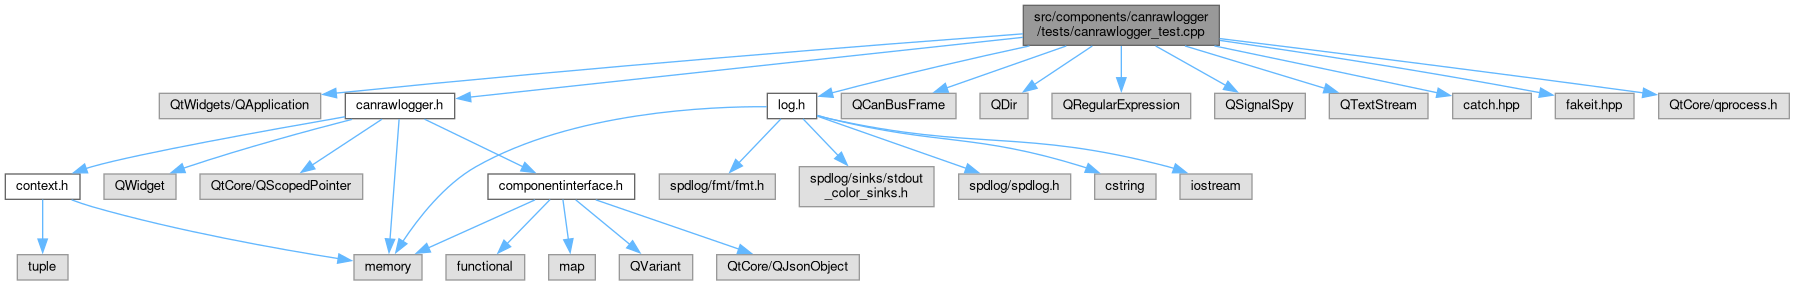 src/components/canrawlogger
/tests/canrawlogger_test.cpp
QtWidgets/QApplication
canrawlogger.h
log.h
QCanBusFrame
QDir
QRegularExpression
QSignalSpy
QTextStream
catch.hpp
fakeit.hpp
QtCore/qprocess.h
context.h
QWidget
QtCore/QScopedPointer
componentinterface.h
spdlog/fmt/fmt.h
spdlog/sinks/stdout
_color_sinks.h
spdlog/spdlog.h
cstring
iostream
tuple
memory
functional
map
QVariant
QtCore/QJsonObject